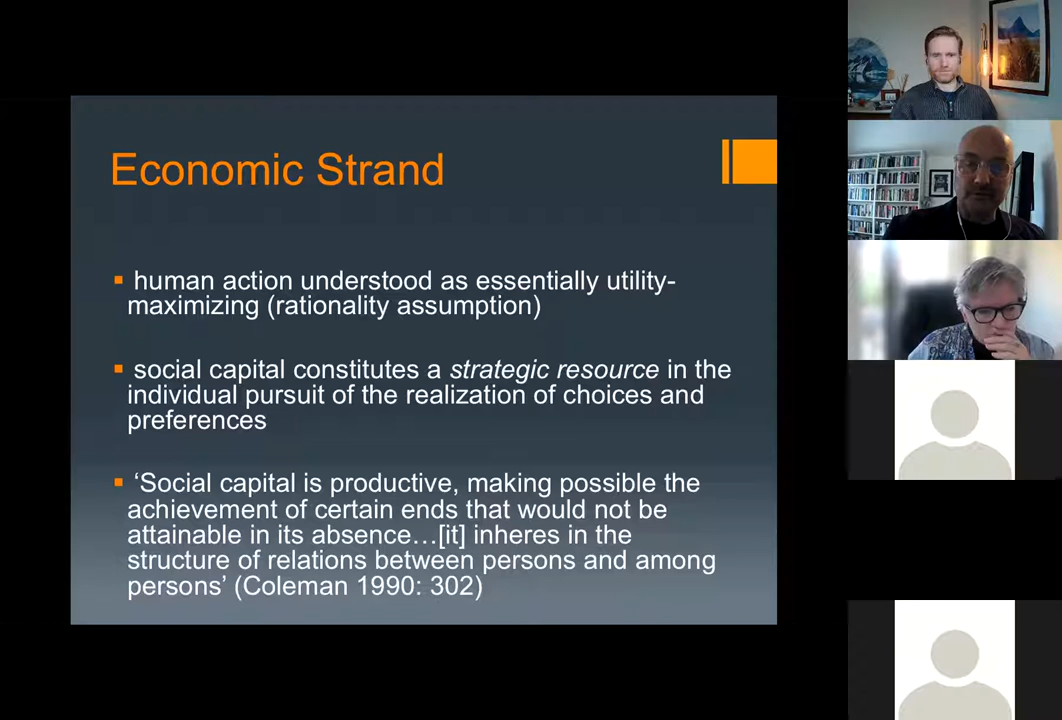 Economic Strand
human action understood as essentially utility-
maximizing (rationality assumption)
social capital constitutes a strategic resource in the
individual pursuit of the realization of choices and
preferences
‘Social capital is productive, making possible the
achievement of certain ends that would not be
attainable in its absence…[it] inheres in the
structure of relations between persons and among
persons’ (Coleman 1990: 302)